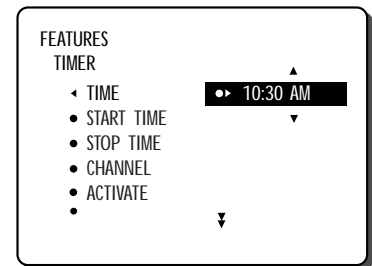 FEATURES
TIMER
TIME 10:30 AM
START TIME
STOP TIME
CHANNEL
ACTIVATE